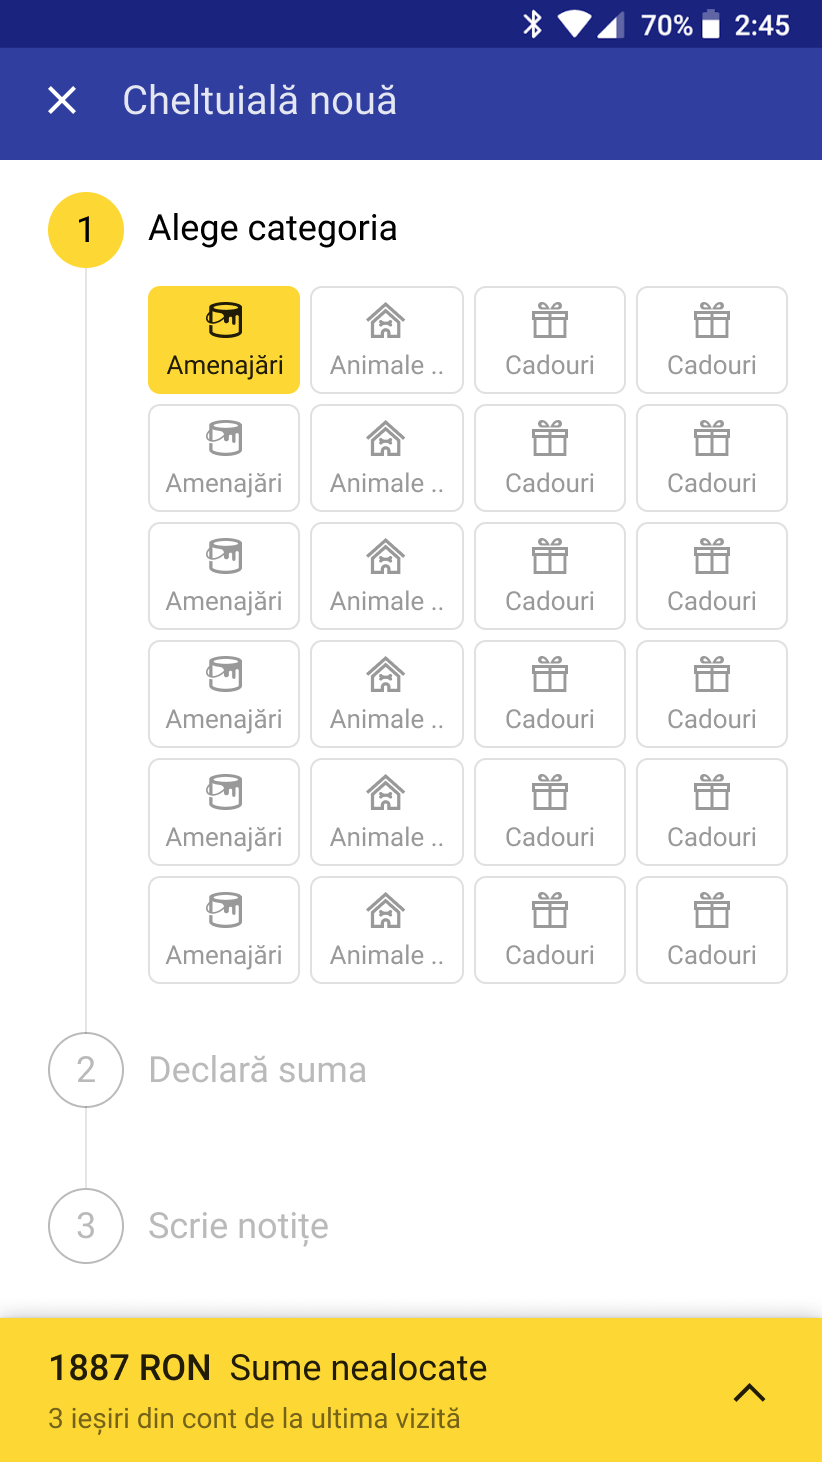 70% 2:45
Cheltuială nouă
1 Alege categoria
Amenajări Animale .. Cadouri Cadouri
Amenajări Animale .. Cadouri Cadouri
Amenajări Animale .. Cadouri Cadouri
Amenajări Animale .. Cadouri Cadouri
Amenajări Animale .. Cadouri Cadouri
Amenajări Animale .. Cadouri Cadouri
2 Declară suma
3 Scrie notițe
1887 RON Sume nealocate
3 ieșiri din cont de la ultima vizită